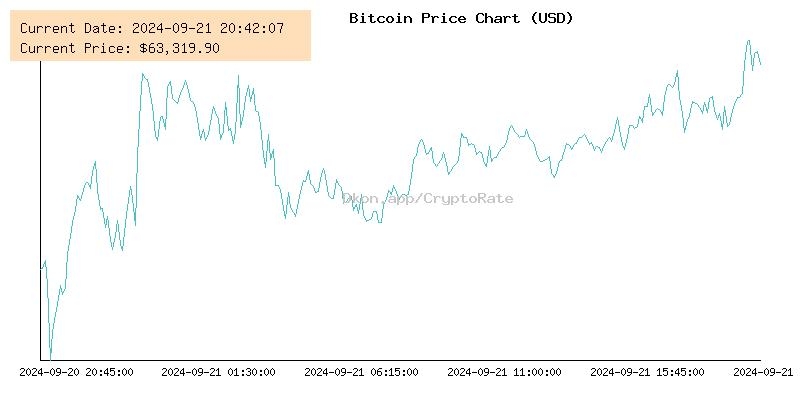 Bitcoin Price Chart (USD)
Current Date: 2024-09-21 20:42:07
Current Price: $63,319.90
Dkon.app/CryptoRate
2024-09-20 20:45:00 2024-09-21 01:30:00 2024-09-21 06:15:00 2024-09-21 11:00:00 2024-09-21 15:45:00 2024-09-21